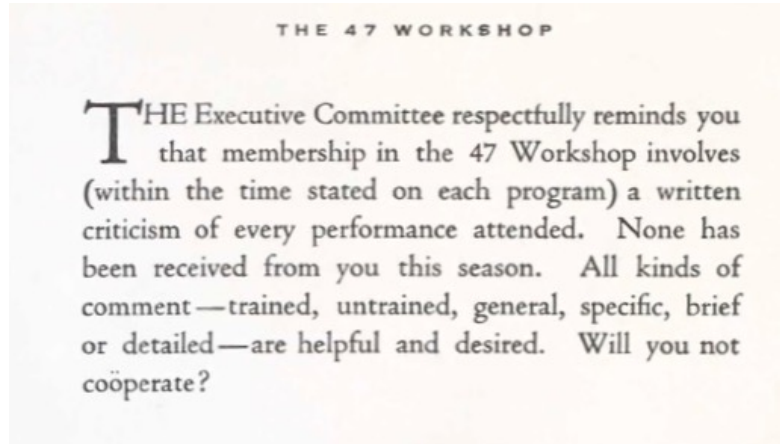 THE 47 WORKSHOP
THE Executive Committee respectfully reminds you
that membership in the 47 Workshop involves
(within the time stated on each program) a written
criticism of every performance attended. None has
been received from you this season. All kinds of
comment—trained, untrained, general, specific, brief
or detailed—are helpful and desired. Will you not
coöperate?